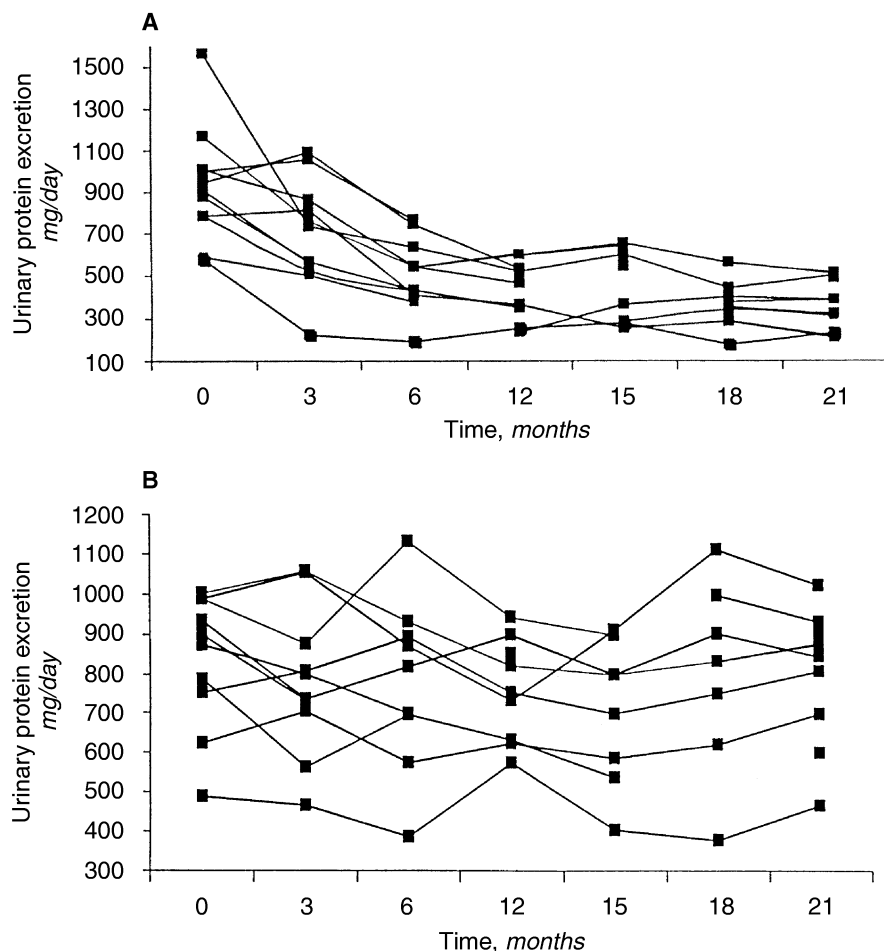 A
Urinary protein excretion
mg/day
1500
1300
1100
900
700
500
300
100
0 3 6 12 15 18 21
Time, months
B
Urinary protein excretion
mg/day
1200
1100
1000
900
800
700
600
500
400
300
0 3 6 12 15 18 21
Time, months